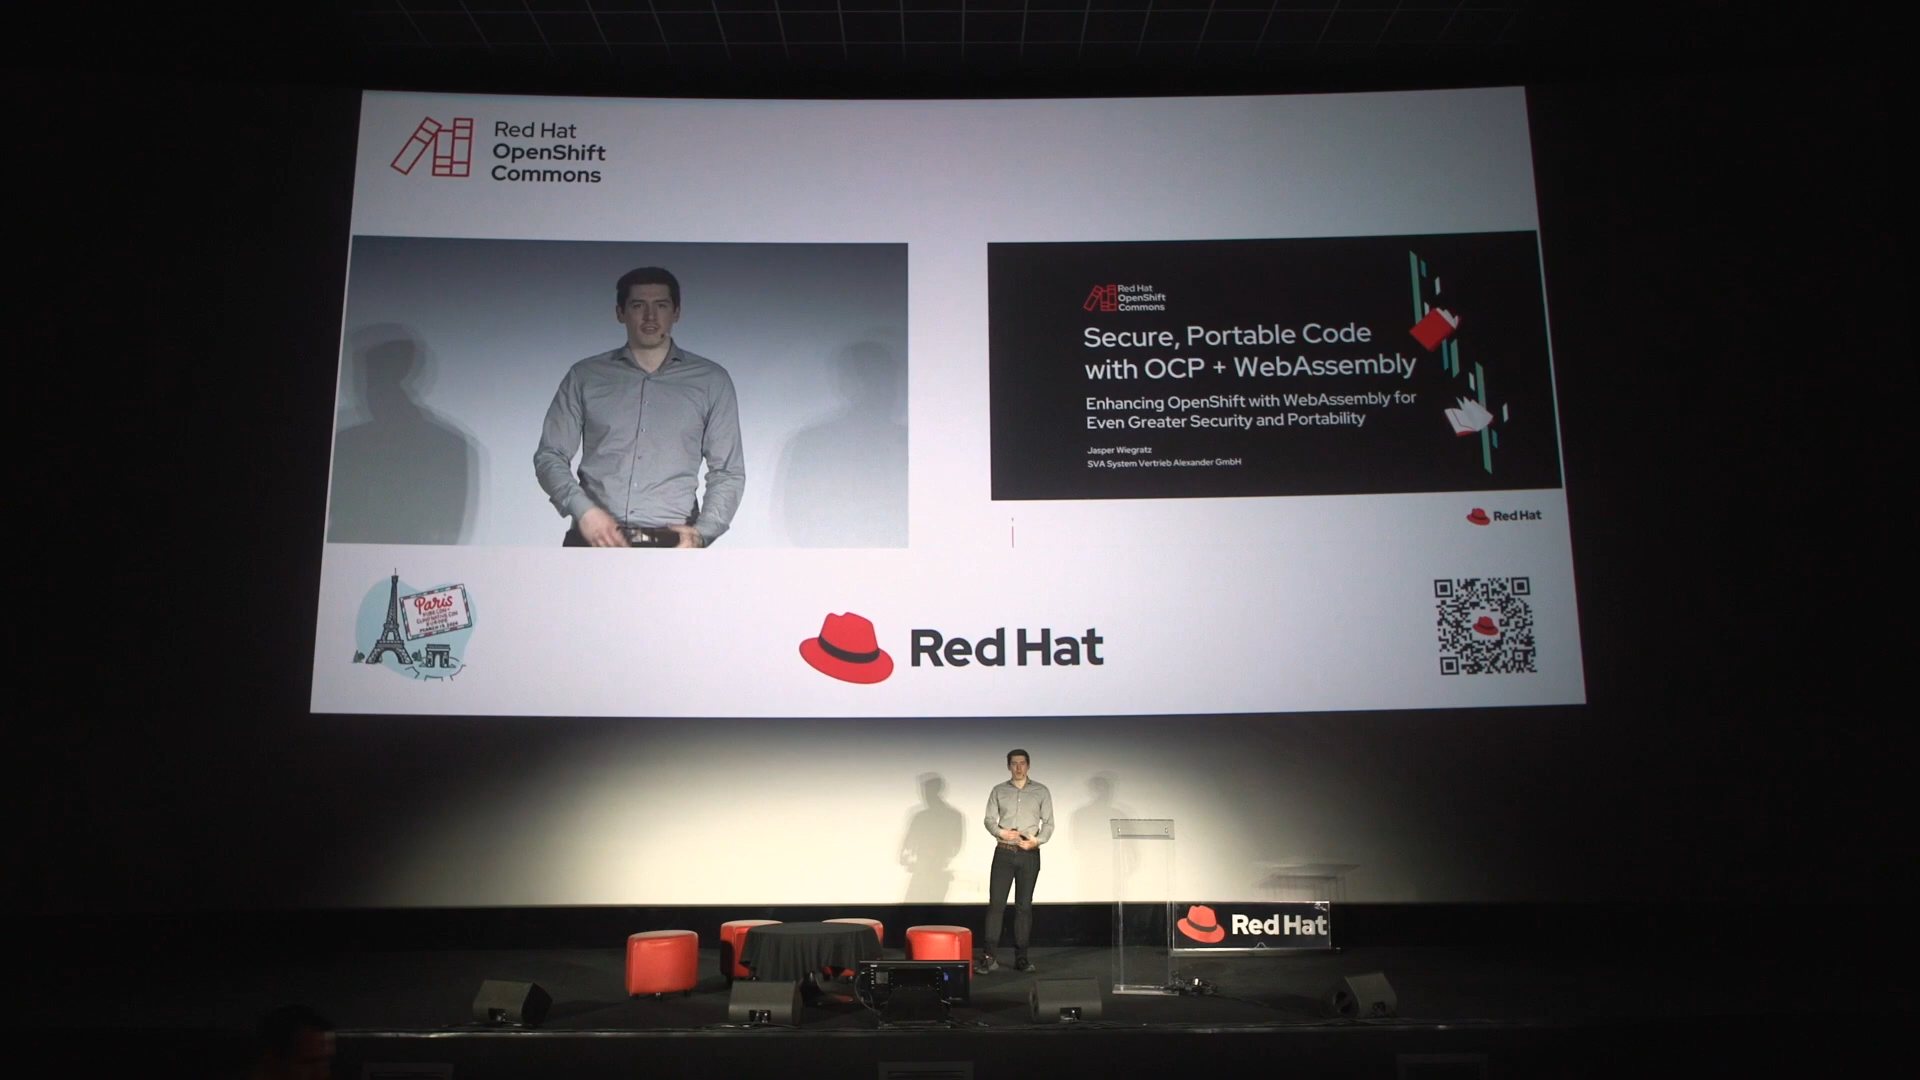 Red Hat
OpenShift
Commons
Red Hat
OpenShift
Commons
Secure, Portable Code
with OCP + WebAssembly
Enhancing OpenShift with WebAssembly for
Even Greater Security and Portability
Jasper Wiegratz
SVA System Vertrieb Alexander GmbH
Red Hat
Paris
Red Hat
Red Hat